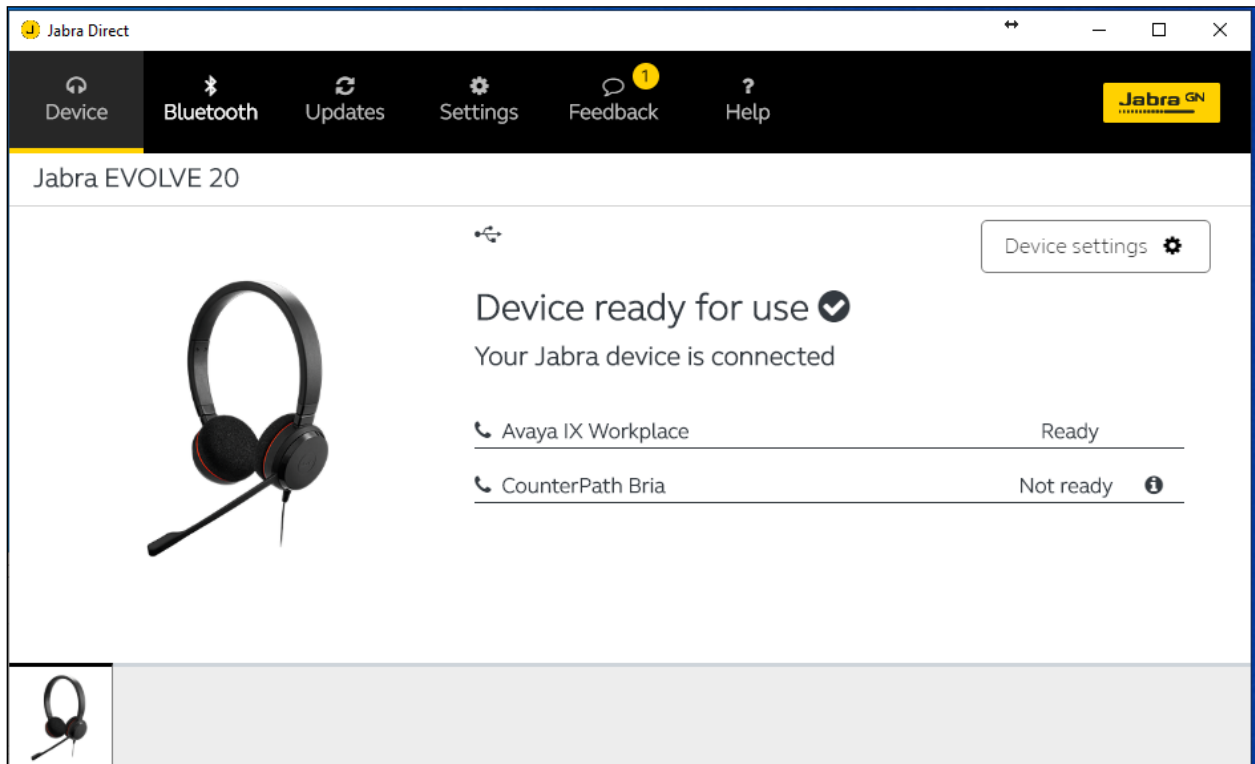 Jabra Direct
Device
Bluetooth
Updates
Settings
1
Feedback
?
Help
Jabra GN
Jabra EVOLVE 20
Device settings
Device ready for use
Your Jabra device is connected
Avaya IX Workplace Ready
CounterPath Bria Not ready